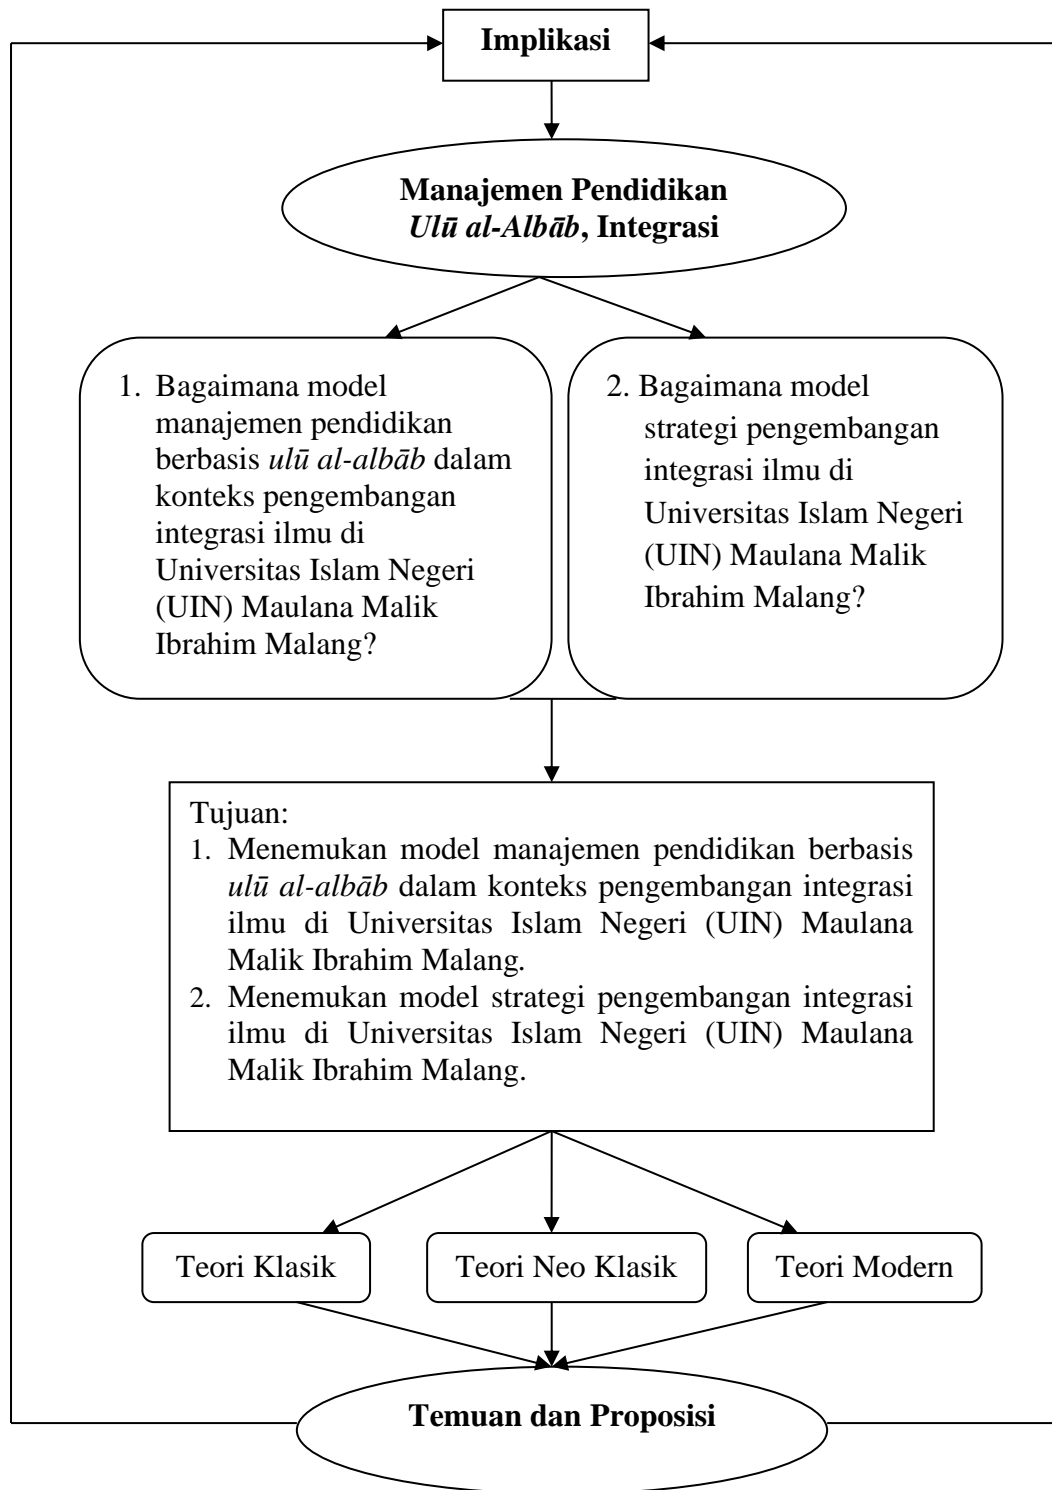 Implikasi
Manajemen Pendidikan
Ulū al-Albāb, Integrasi
1. Bagaimana model
manajemen pendidikan
berbasis ulū al-albāb dalam
konteks pengembangan
integrasi ilmu di
Universitas Islam Negeri
(UIN) Maulana Malik
Ibrahim Malang?
2. Bagaimana model
strategi pengembangan
integrasi ilmu di
Universitas Islam Negeri
(UIN) Maulana Malik
Ibrahim Malang?
Tujuan:
1. Menemukan model manajemen pendidikan berbasis
ulū al-albāb dalam konteks pengembangan integrasi
ilmu di Universitas Islam Negeri (UIN) Maulana
Malik Ibrahim Malang.
2. Menemukan model strategi pengembangan integrasi
ilmu di Universitas Islam Negeri (UIN) Maulana
Malik Ibrahim Malang.
Teori Klasik
Teori Neo Klasik
Teori Modern
Temuan dan Proposisi